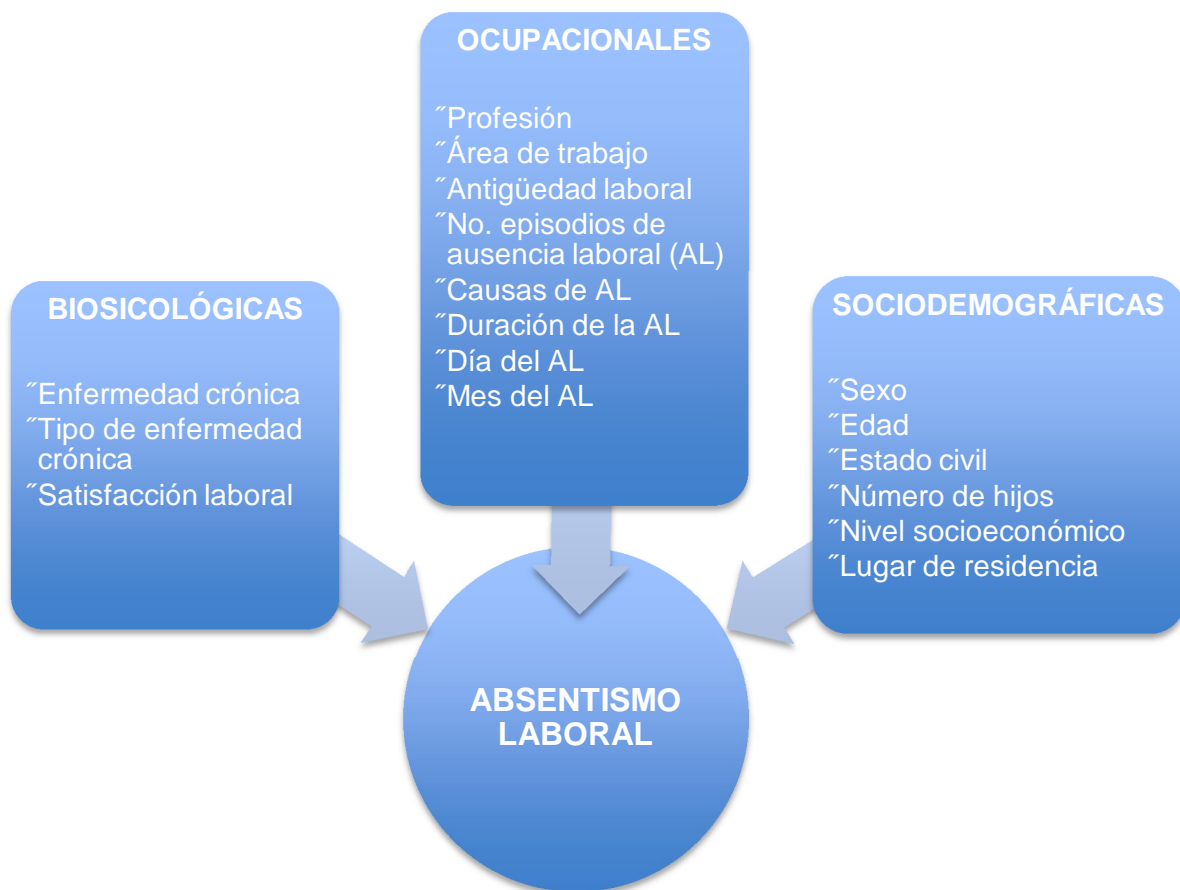 OCUPACIONALES
˝Profesión
˝Área de trabajo
˝Antigüedad laboral
˝No. episodios de
ausencia laboral (AL)
˝Causas de AL
˝Duración de la AL
˝Día del AL
˝Mes del AL
BIOSICOLÓGICAS
˝Enfermedad crónica
˝Tipo de enfermedad
crónica
˝Satisfacción laboral
SOCIODEMOGRÁFICAS
˝Sexo
˝Edad
˝Estado civil
˝Número de hijos
˝Nivel socioeconómico
˝Lugar de residencia
ABSENTISMO
LABORAL